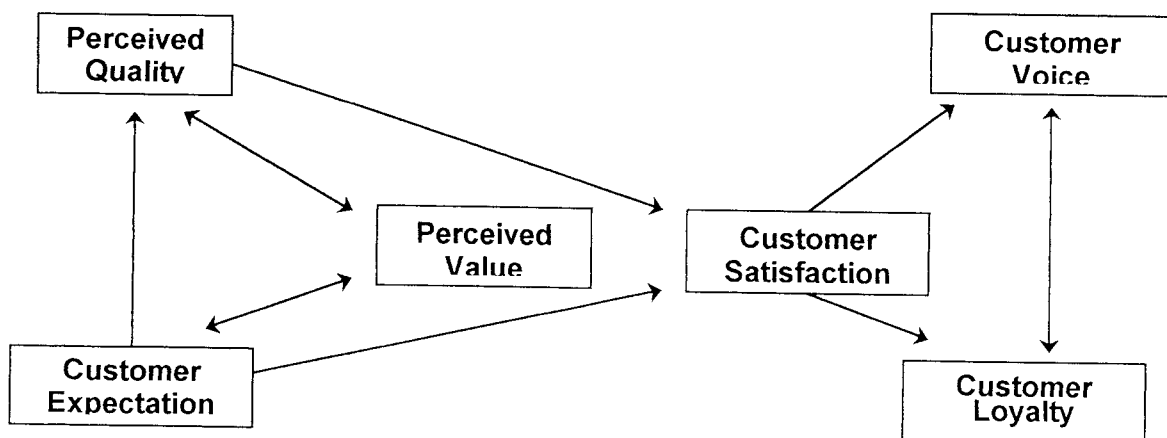 Perceived
Quality
Customer
Voice
Perceived
Value
Customer
Satisfaction
Customer
Expectation
Customer
Loyalty